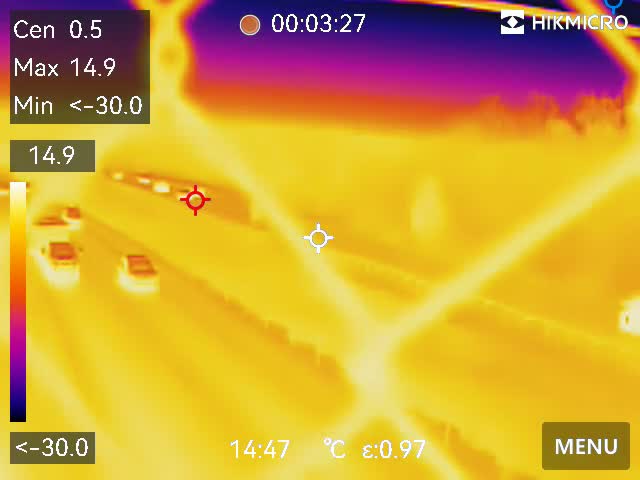 Cen 0.5
00:03:27
HIKMICRO
Max 14.9
Min <-30.0
14.9
<-30.0
14:47 ℃ ε:0.97
MENU